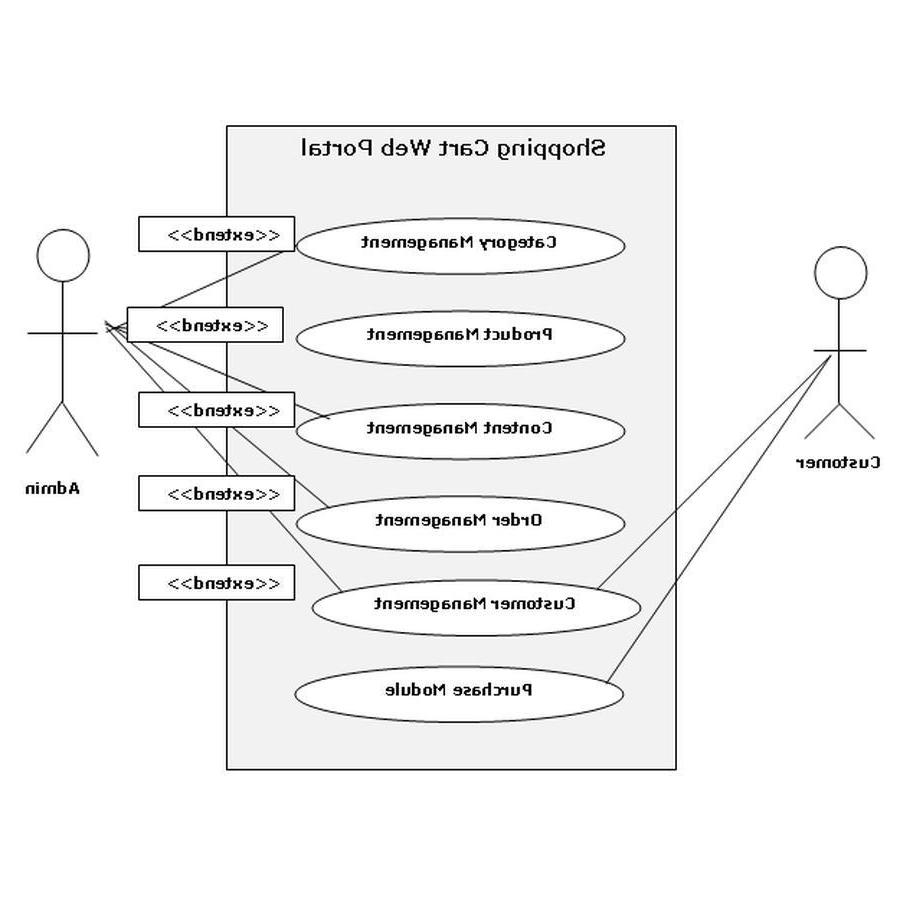 Shopping Cart Web Portal
<<extend>>
Category Management
<<extend>>
Product Management
<<extend>>
Content Management
Customer
Admin
<<extend>>
Order Management
<<extend>>
Customer Management
Purchase Module